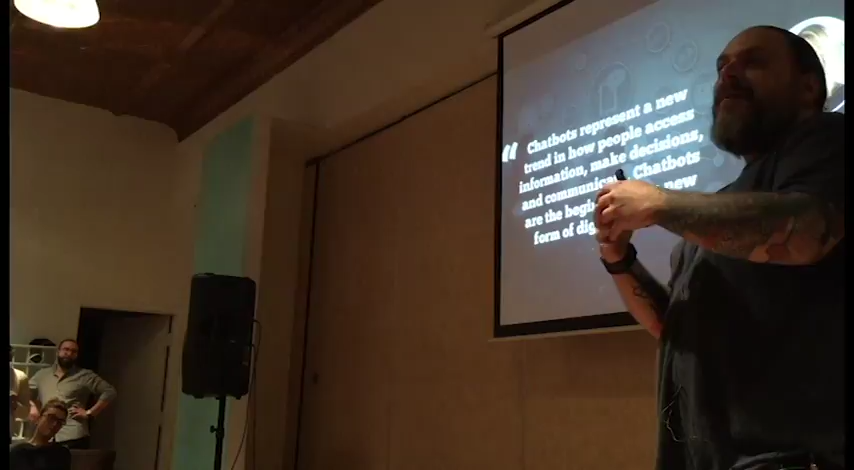 “ Chatbots represent a new
trend in how people access
information, make decisions,
and Chatbots
are the new
form of